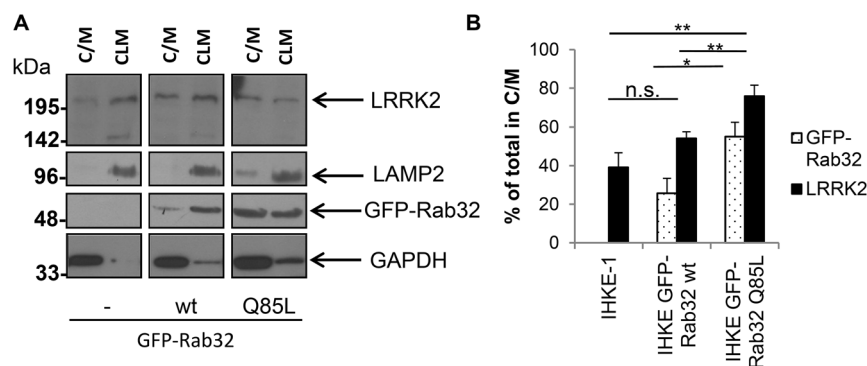 A
C/M
CLM
C/M
CLM
C/M
CLM
kDa
195-
142-
96-
48-
33-
LRRK2
LAMP2
GFP-Rab32
GAPDH
-
wt
Q85L
GFP-Rab32
B
% of total in C/M
100
80
60
40
20
0
**
**
*
n.s.
GFP-
Rab32
LRRK2
IHKE-1
IHKE GFP-
Rab32 wt
IHKE GFP-
Rab32 Q85L